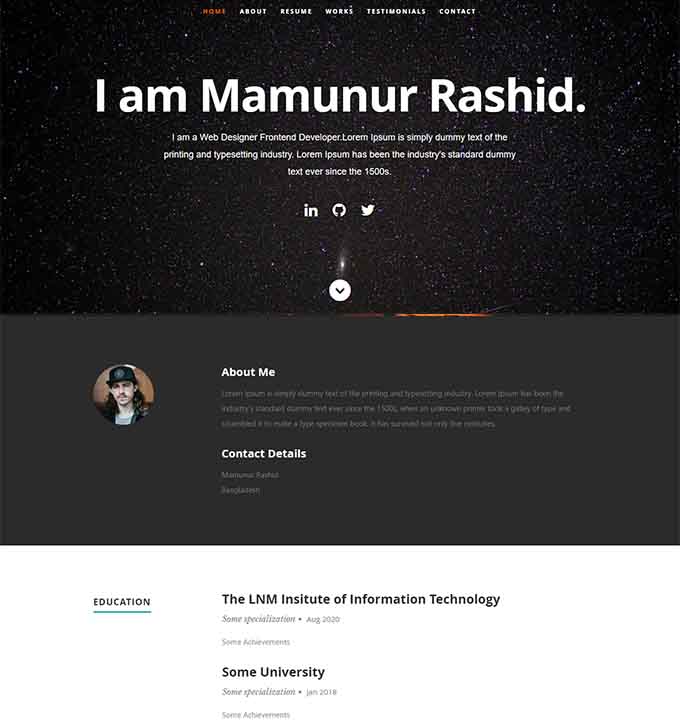 HOME ABOUT RESUME WORKS TESTIMONIALS CONTACT
I am Mamunur Rashid.
I am a Web Designer Frontend Developer.Lorem Ipsum is simply dummy text of the
printing and typesetting industry. Lorem Ipsum has been the industry's standard dummy
text ever since the 1500s.
in
About Me
Lorem Ipsum is simply dummy text of the printing and typesetting industry. Lorem Ipsum has been the
industry's standard dummy text ever since the 1500s, when an unknown printer took a galley of type and
scrambled it to make a type specimen book. It has survived not only five centuries.
Contact Details
Mamunur Rashid
Bangladesh
EDUCATION
The LNM Insitute of Information Technology
Some specialization • Aug 2020
Some Achievements
Some University
Some specialization • Jan 2018
Some Achievements